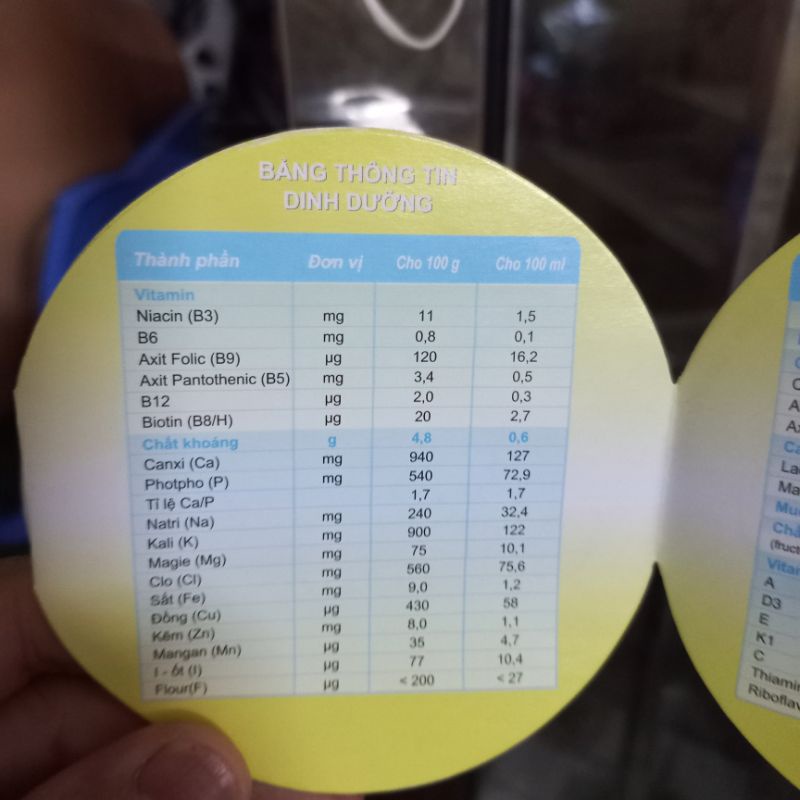 BẢNG THÔNG TIN
DINH DƯỠNG
Thành phần Đơn vị Cho 100 g Cho 100 ml
Vitamin
Niacin (B3) mg 11 1,5
B6 mg 0,8 0,1
Axit Folic (B9) µg 120 16,2
Axit Pantothenic (B5) mg 3,4 0,5
B12 µg 2,0 0,3
Biotin (B8/H) µg 20 2,7
Chất khoáng g 4,8 0,6
Canxi (Ca) mg 940 127
Photpho (P) mg 540 72,9
Tỉ lệ Ca/P 1,7 1,7
Natri (Na) mg 240 32,4
Kali (K) mg 900 122
Magie (Mg) mg 75 10,1
Clo (Cl) mg 560 75,6
Sắt (Fe) mg 9,0 1,2
Đồng (Cu) µg 430 58
Kẽm (Zn) mg 8,0 1,1
Mangan (Mn) µg 35 4,7
I - ốt (I) µg 77 10,4
Flour(F) µg < 200 < 27
(fruct
Vitam
A
D3
E
K1
C
Thiamin
Riboflav